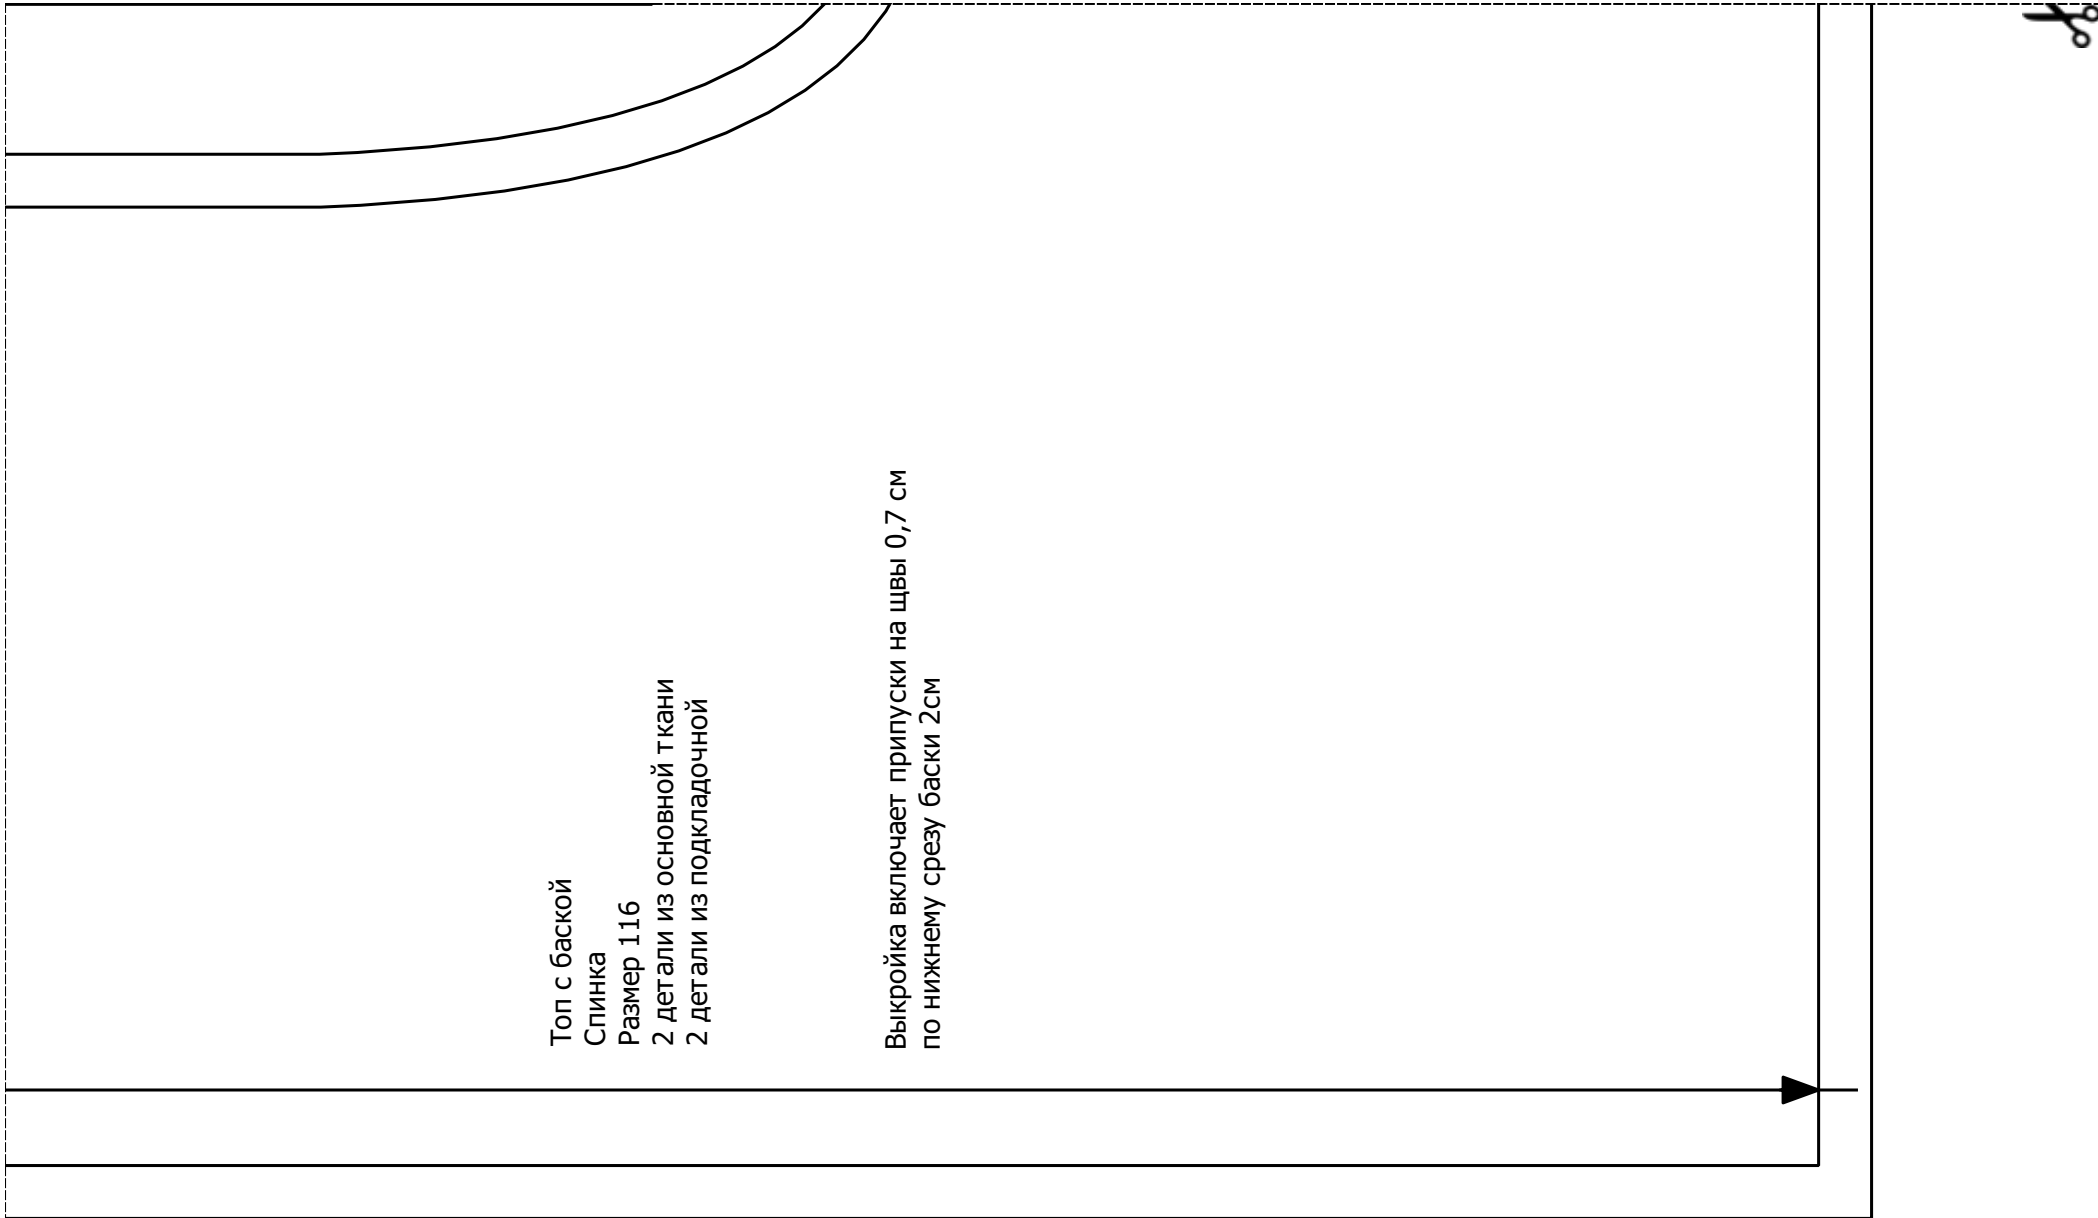 Топ с баской
Спинка
Размер 116
2 детали из основной ткани
2 детали из подкладочной
Выкройка включает припуски на щвы 0,7 см
по нижнему срезу баски 2см